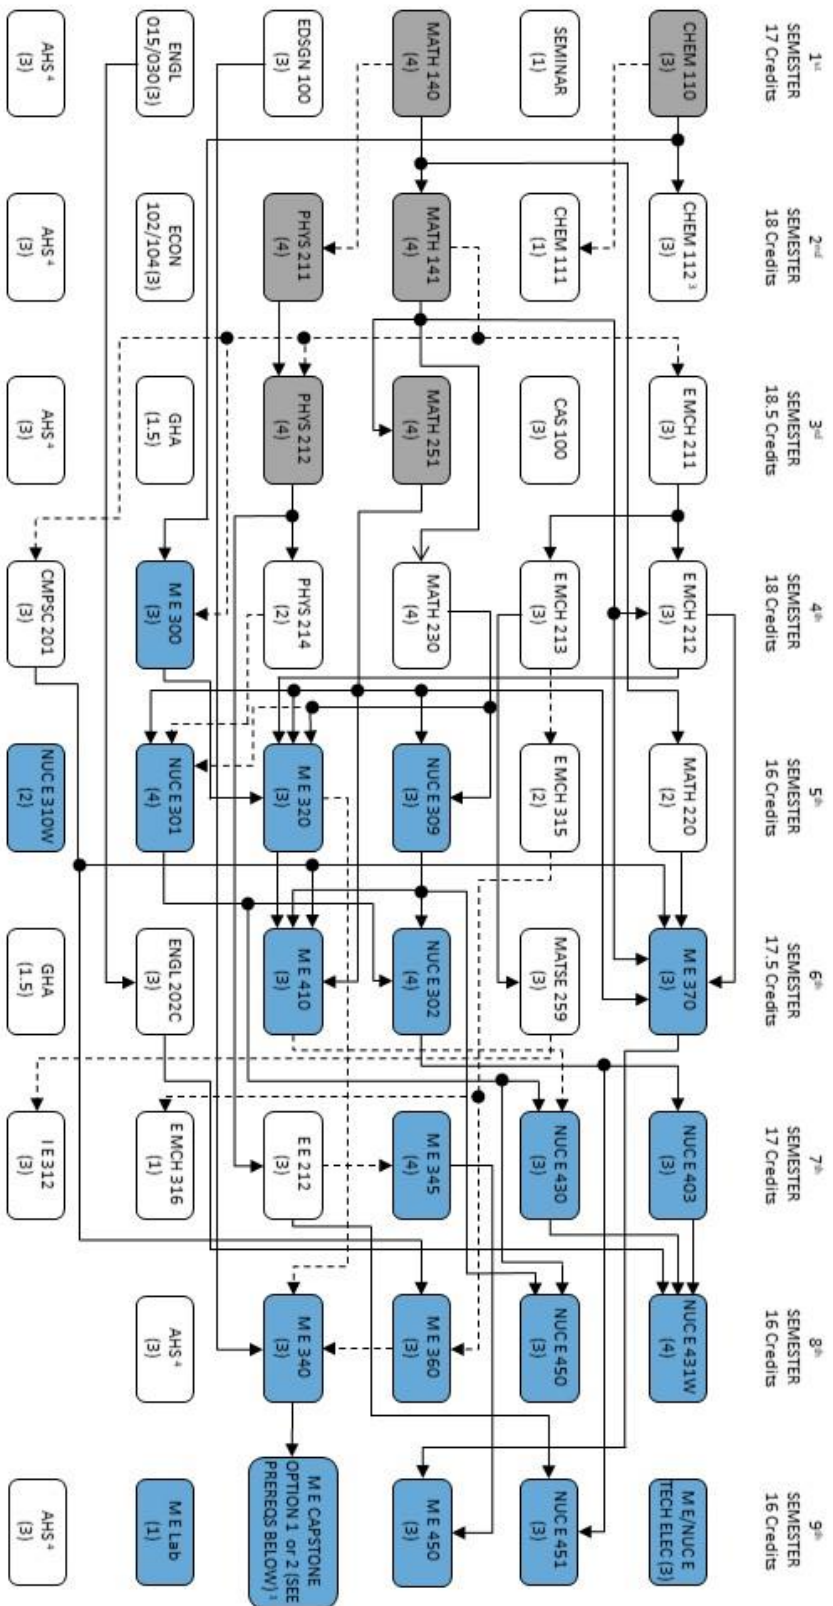 1st
SEMESTER
17 Credits
CHEM 110
(3)
SEMINAR
(1)
MATH 140
(4)
EDSGN 100
(3)
ENGL
015/030(3)
AHS 4
(3)
2nd
SEMESTER
18 Credits
CHEM 112 3
(3)
CHEM 111
(1)
MATH 141
(4)
PHYS 211
(4)
ECON
102/104(3)
AHS 4
(3)
3rd
SEMESTER
18.5 Credits
E MCH 211
(3)
CAS 100
(3)
MATH 251
(4)
PHYS 212
(4)
GHA
(1.5)
AHS 4
(3)
4th
SEMESTER
18 Credits
E MCH 212
(3)
E MCH 213
(3)
MATH 230
(4)
PHYS 214
(2)
M E 300
(3)
CMPSC 201
(3)
5th
SEMESTER
16 Credits
MATH 220
(2)
E MCH 315
(2)
NUC E 309
(3)
M E 320
(3)
NUC E 301
(4)
NUC E 310W
(2)
6th
SEMESTER
17.5 Credits
M E 370
(3)
MATSE 259
(3)
NUC E 302
(4)
M E 410
(3)
ENGL 202C
(3)
GHA
(1.5)
7th
SEMESTER
17 Credits
NUC E 403
(3)
NUC E 430
(3)
M E 345
(4)
E E 212
(3)
E MCH 316
(1)
I E 312
(3)
8th
SEMESTER
16 Credits
NUC E 431W
(4)
NUC E 450
(3)
M E 360
(3)
M E 340
(3)
AHS 4
(3)
9th
SEMESTER
16 Credits
M E/NUC E
TECH ELEC (3)
NUC E 451
(3)
M E 450
(3)
M E CAPSTONE
OPTION 1 or 2 (SEE
PREREQS BELOW) 1
M E Lab
(1)
AHS 4
(3)